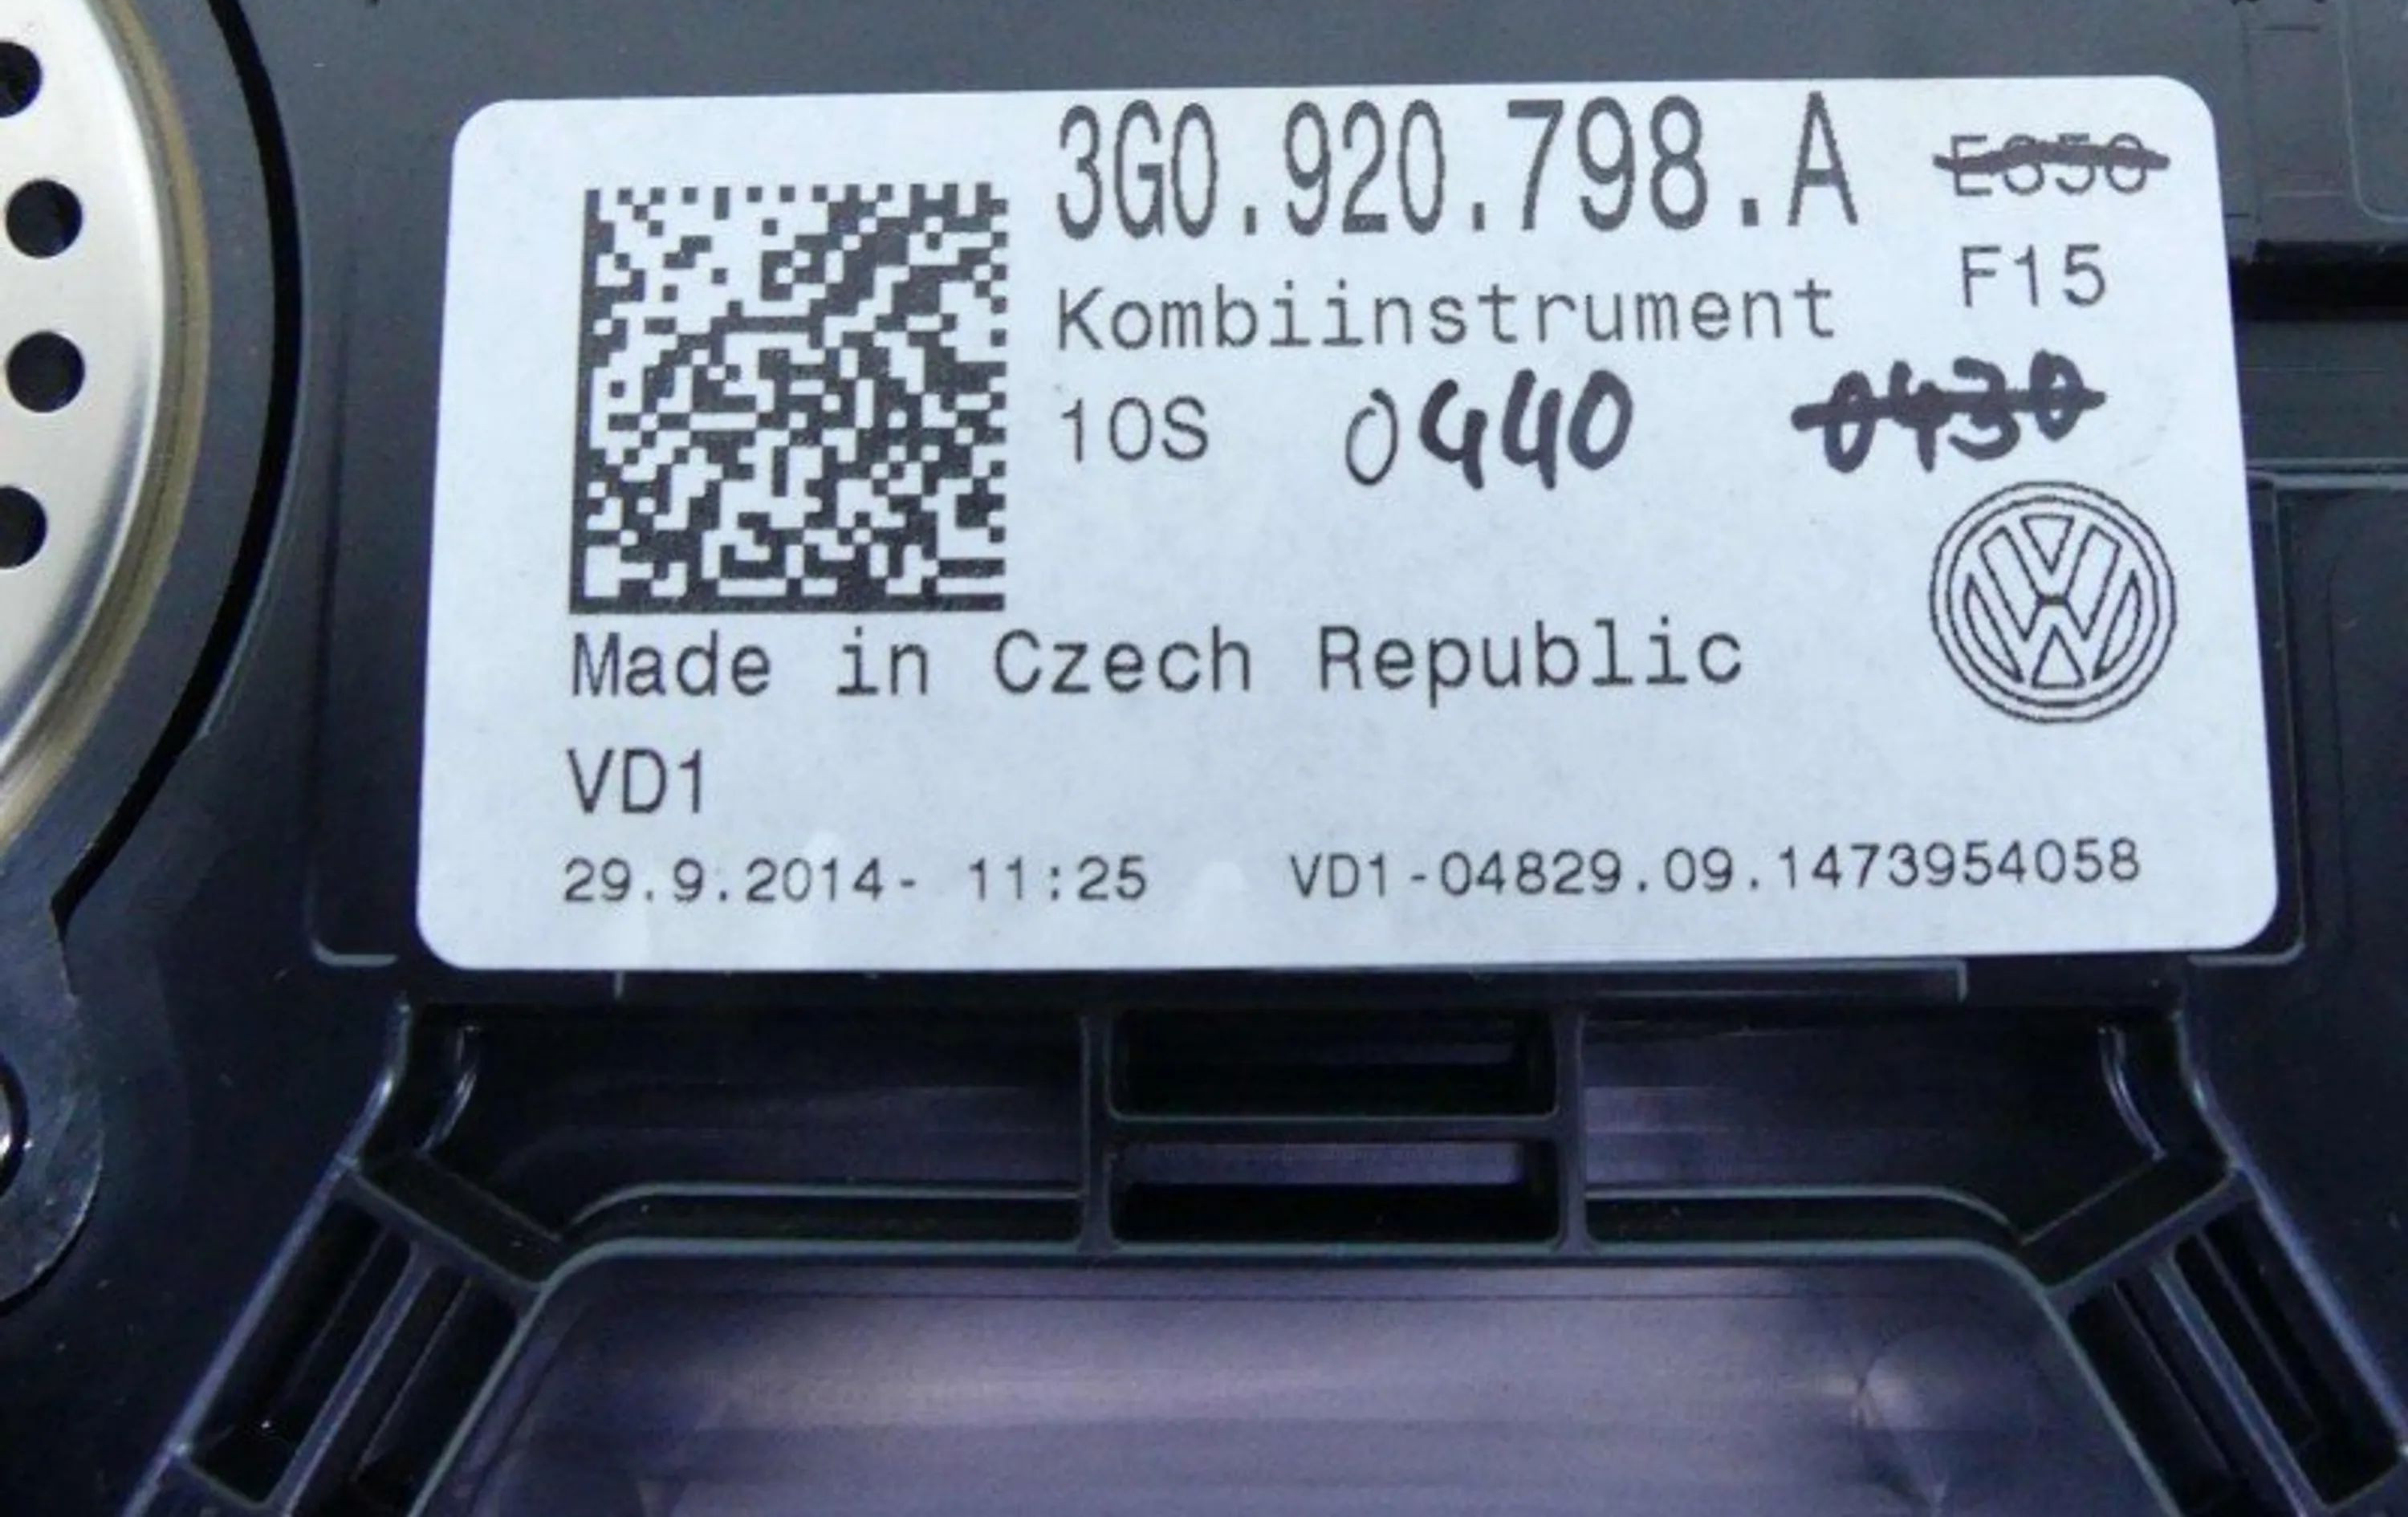 3G0.920.798.A
F15
Kombiinstrument
10S 0440 0430
Made in Czech Republic
VD1
29.9.2014- 11:25 VD1-04829.09.1473954058